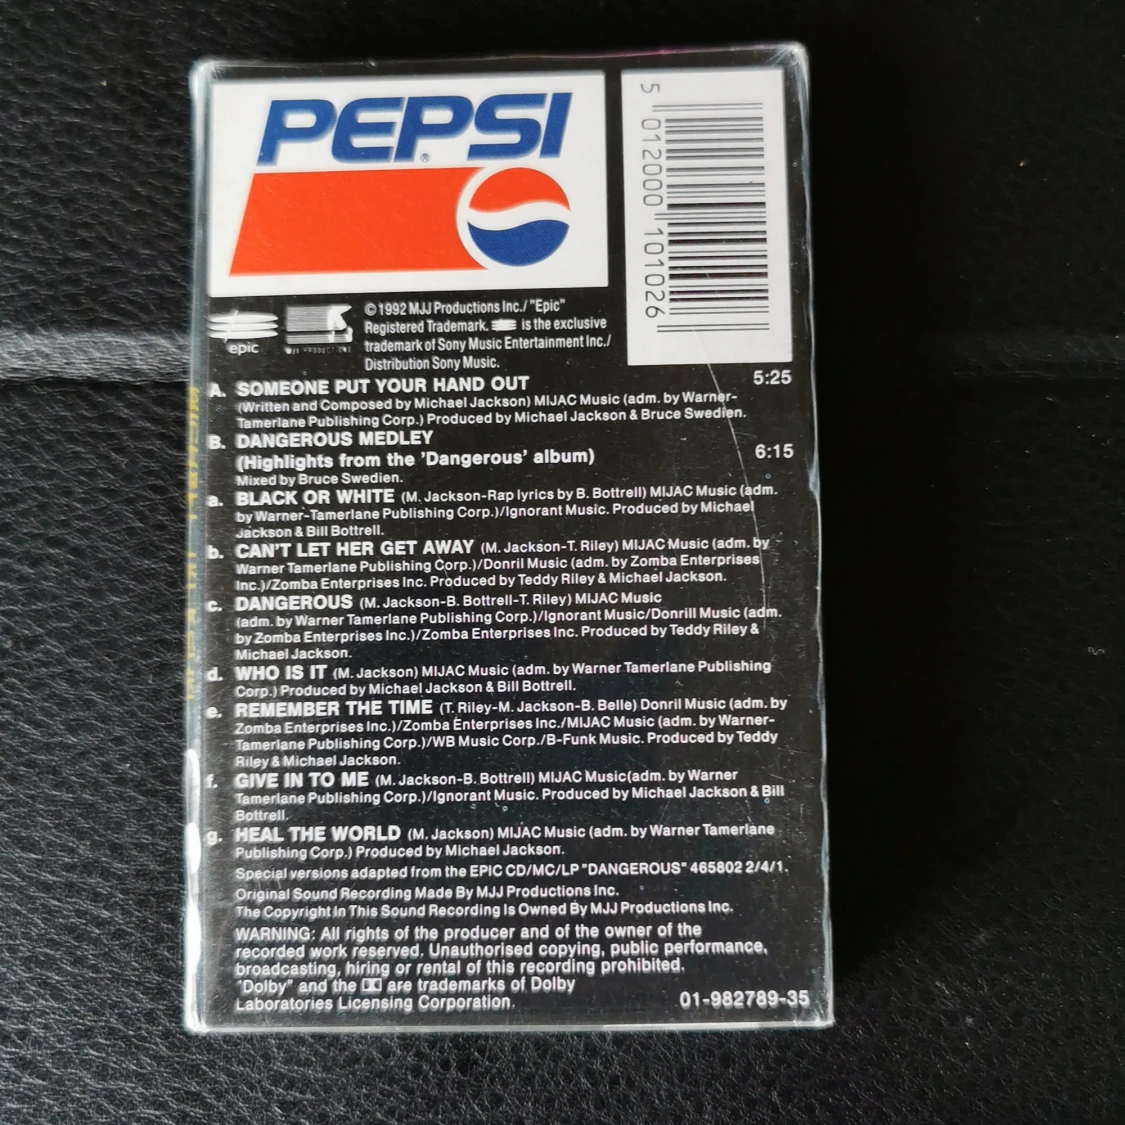 PEPSI
®
5 012000 101026
epic
© 1992 MJJ Productions Inc./ "Epic"
Registered Trademark. is the exclusive
trademark of Sony Music Entertainment Inc./
Distribution Sony Music.
A. SOMEONE PUT YOUR HAND OUT 5:25
(Written and Composed by Michael Jackson) MIJAC Music (adm. by Warner-
Tamerlane Publishing Corp.) Produced by Michael Jackson & Bruce Swedien.
B. DANGEROUS MEDLEY
(Highlights from the 'Dangerous' album) 6:15
Mixed by Bruce Swedien.
a. BLACK OR WHITE (M. Jackson-Rap lyrics by B. Bottrell) MIJAC Music (adm.
by Warner-Tamerlane Publishing Corp.)/Ignorant Music. Produced by Michael
Jackson & Bill Bottrell.
b. CAN'T LET HER GET AWAY (M. Jackson-T. Riley) MIJAC Music (adm. by
Warner Tamerlane Publishing Corp.)/Donril Music (adm. by Zomba Enterprises
Inc.)/Zomba Enterprises Inc. Produced by Teddy Riley & Michael Jackson.
c. DANGEROUS (M. Jackson-B. Bottrell-T. Riley) MIJAC Music
(adm. by Warner Tamerlane Publishing Corp.)/Ignorant Music/Donrill Music (adm.
by Zomba Enterprises Inc.)/Zomba Enterprises Inc. Produced by Teddy Riley &
Michael Jackson.
d. WHO IS IT (M. Jackson) MIJAC Music (adm. by Warner Tamerlane Publishing
Corp.) Produced by Michael Jackson & Bill Bottrell.
e. REMEMBER THE TIME (T. Riley-M. Jackson-B. Belle) Donril Music (adm. by
Zomba Enterprises Inc.)/Zomba Enterprises Inc./MIJAC Music (adm. by Warner-
Tamerlane Publishing Corp.)/WB Music Corp./B-Funk Music. Produced by Teddy
Riley & Michael Jackson.
f. GIVE IN TO ME (M. Jackson-B. Bottrell) MIJAC Music(adm. by Warner
Tamerlane Publishing Corp.)/Ignorant Music. Produced by Michael Jackson & Bill
Bottrell.
g. HEAL THE WORLD (M. Jackson) MIJAC Music (adm. by Warner Tamerlane
Publishing Corp.) Produced by Michael Jackson.
Special versions adapted from the EPIC CD/MC/LP "DANGEROUS" 465802 2/4/1.
Original Sound Recording Made By MJJ Productions Inc.
The Copyright In This Sound Recording Is Owned By MJJ Productions Inc.
WARNING: All rights of the producer and of the owner of the
recorded work reserved. Unauthorised copying, public performance,
broadcasting, hiring or rental of this recording prohibited.
"Dolby" and the are trademarks of Dolby
Laboratories Licensing Corporation.
01-982789-35